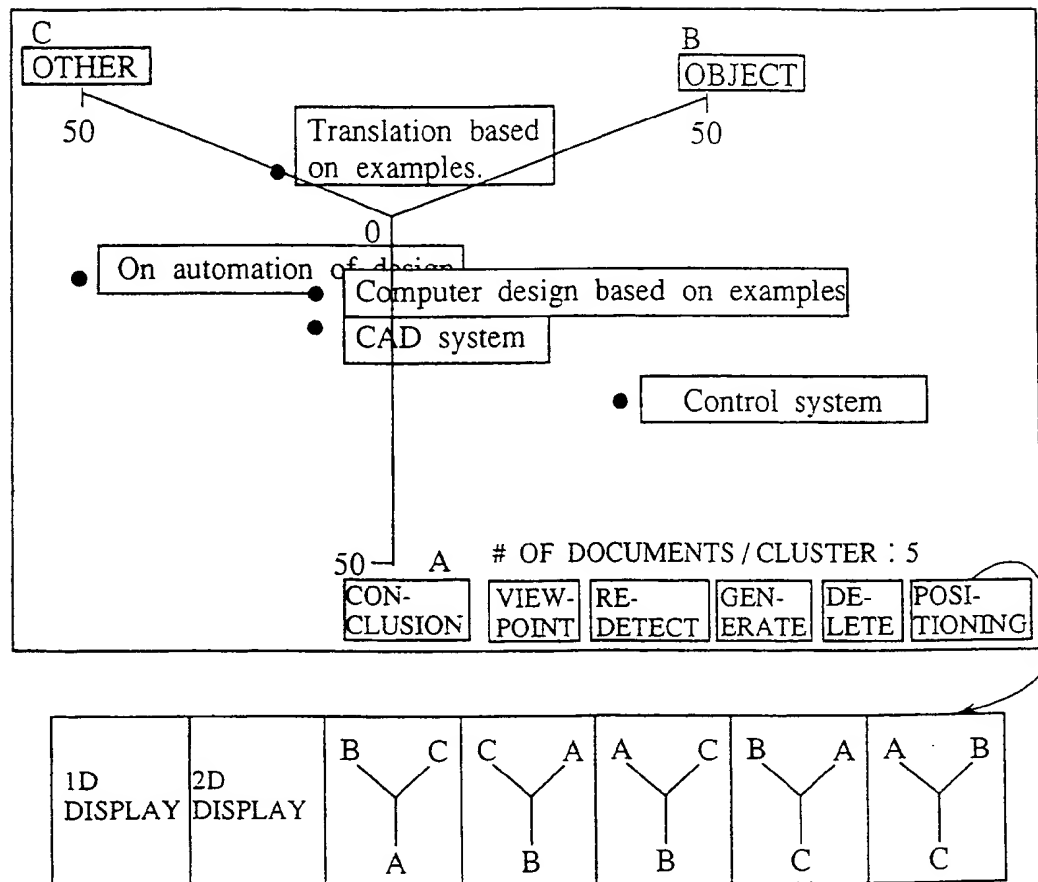 C
OTHER
B
OBJECT
50
50
Translation based
on examples.
0
On automation of design
Computer design based on examples
CAD system
Control system
50
A
# OF DOCUMENTS / CLUSTER : 5
CON-
CLUSION
VIEW-
POINT
RE-
DETECT
GEN-
ERATE
DE-
LETE
POSI-
TIONING
1D
DISPLAY
2D
DISPLAY
B C
A
C A
B
A C
B
B A
C
A B
C